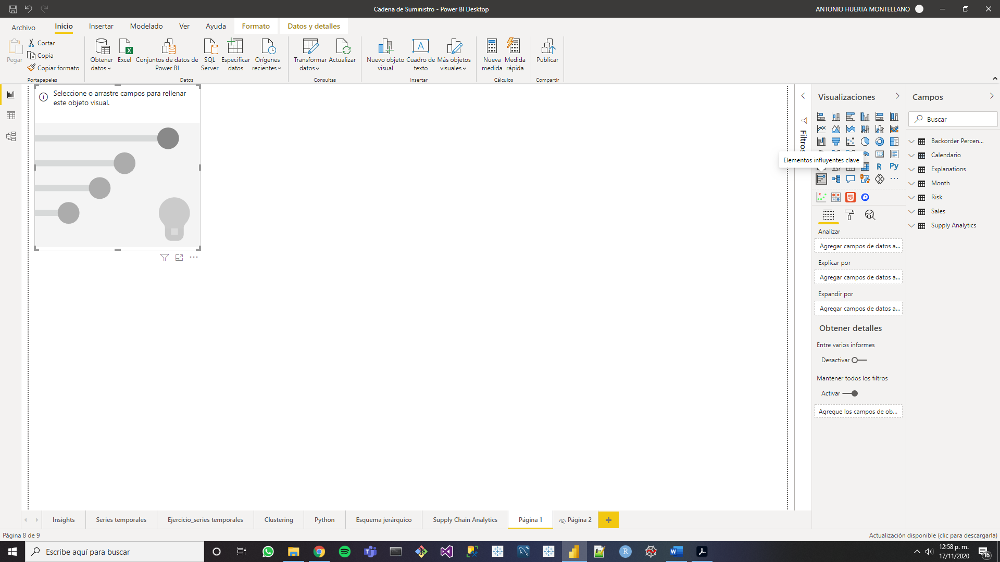 Cadena de Suministro - Power BI Desktop
ANTONIO HUERTA MONTELLANO
Archivo
Inicio
Insertar
Modelado
Ver
Ayuda
Formato
Datos y detalles
Pegar
Cortar
Copia
Copiar formato
Portapapeles
Obtener
datos
Excel
Conjuntos de datos de
Power BI
SQL
Server
Especificar
datos
Orígenes
recientes
Datos
Transformar
datos
Actualizar
Consultas
Nuevo objeto
visual
Cuadro de
texto
Más objetos
visuales
Insertar
Nueva
medida
Medida
rápida
Cálculos
Publicar
Compartir
Seleccione o arrastre campos para rellenar
este objeto visual.
Filtros
Visualizaciones
Elementos influyentes clave
R
Py
123
5
Analizar
Agregar campos de datos a...
Explicar por
Agregar campos de datos a...
Expandir por
Agregar campos de datos a...
Obtener detalles
Entre varios informes
Desactivar
Mantener todos los filtros
Activar
Agregue los campos de ob...
Campos
Buscar
Backorder Percen...
Calendario
Explanations
Month
Risk
Sales
Supply Analytics
Insights
Series temporales
Ejercicio_series temporales
Clustering
Python
Esquema jerárquico
Supply Chain Analytics
Página 1
Página 2
Página 8 de 9
Actualización disponible (clic para descargarla)
Escribe aquí para buscar
12:58 p. m.
17/11/2020
16